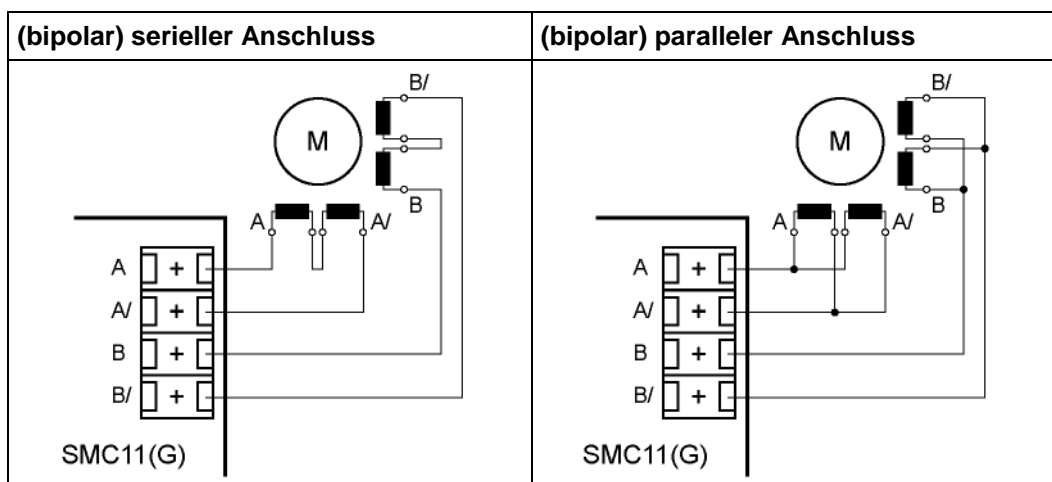 (bipolar) serieller Anschluss
B/
M
B
A
A/
A +
A/ +
B +
B/ +
SMC11(G)
(bipolar) paralleler Anschluss
B/
M
B
A
A/
A +
A/ +
B +
B/ +
SMC11(G)